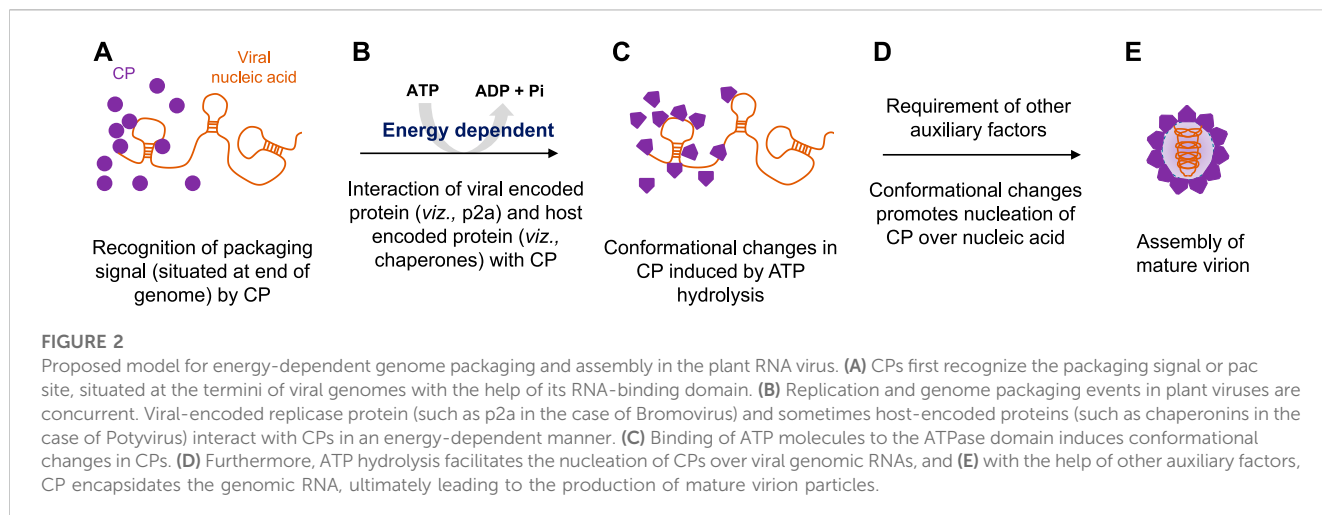 A
B
C
D
E
CP
Viral
nucleic acid
ATP
ADP + Pi
Energy dependent
Requirement of other
auxiliary factors
Recognition of packaging
signal (situated at end of
genome) by CP
Interaction of viral encoded
protein (viz., p2a) and host
encoded protein (viz.,
chaperones) with CP
Conformational changes in
CP induced by ATP
hydrolysis
Conformational changes
promotes nucleation of
CP over nucleic acid
Assembly of
mature virion
FIGURE 2
Proposed model for energy-dependent genome packaging and assembly in the plant RNA virus. (A) CPs first recognize the packaging signal or pac
site, situated at the termini of viral genomes with the help of its RNA-binding domain. (B) Replication and genome packaging events in plant viruses are
concurrent. Viral-encoded replicase protein (such as p2a in the case of Bromovirus) and sometimes host-encoded proteins (such as chaperonins in the
case of Potyvirus) interact with CPs in an energy-dependent manner. (C) Binding of ATP molecules to the ATPase domain induces conformational
changes in CPs. (D) Furthermore, ATP hydrolysis facilitates the nucleation of CPs over viral genomic RNAs, and (E) with the help of other auxiliary factors,
CP encapsidates the genomic RNA, ultimately leading to the production of mature virion particles.